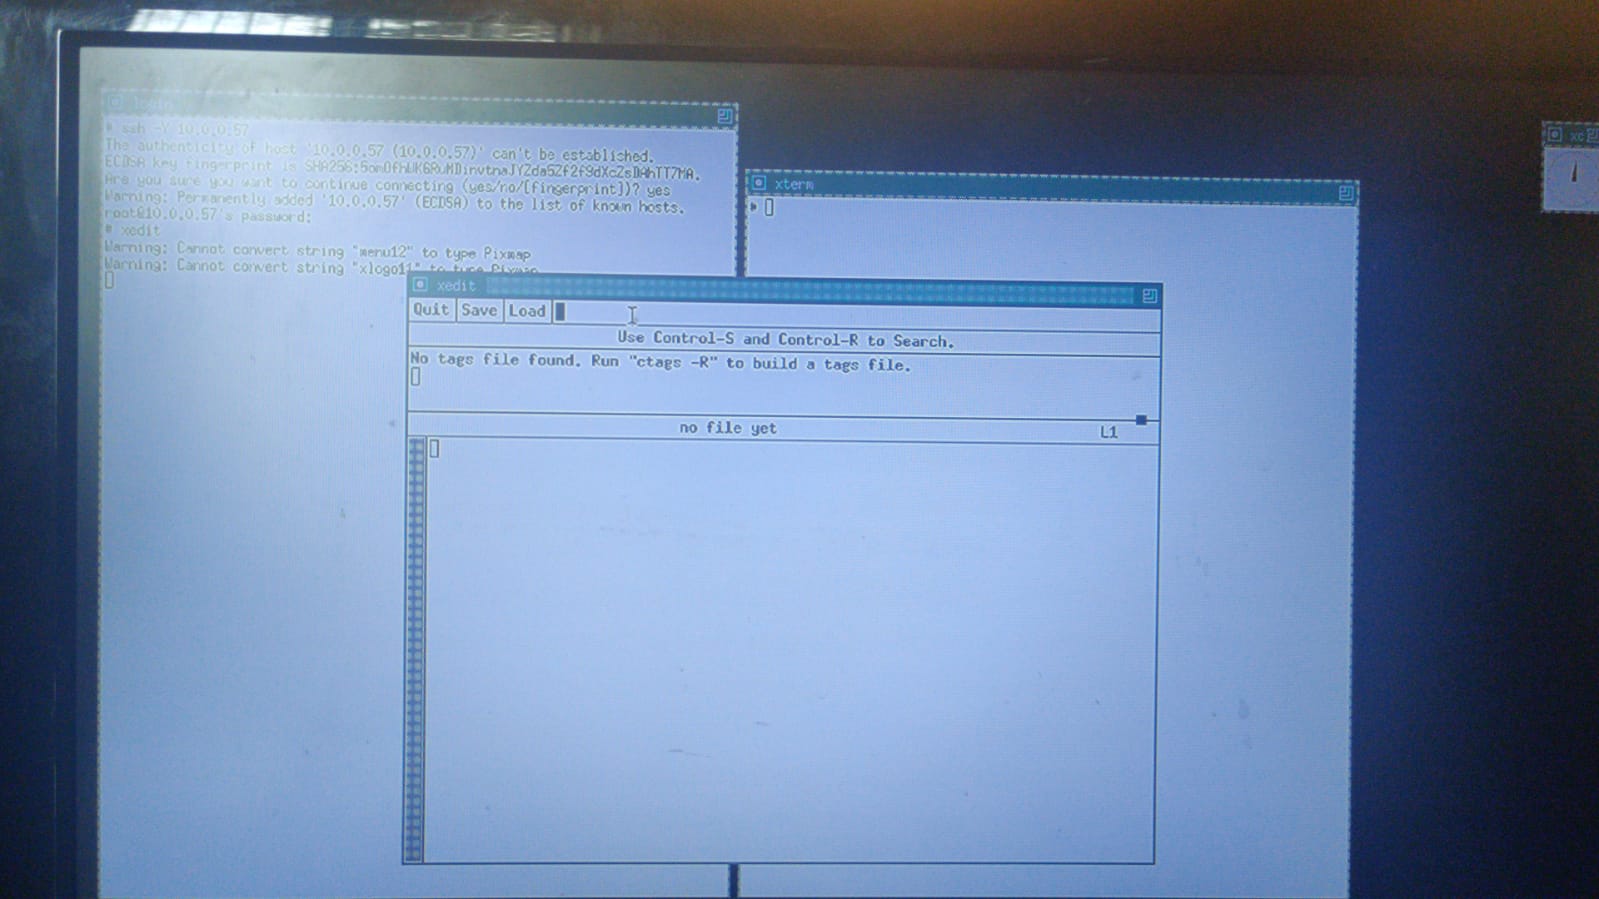 login
# ssh -Y 10.0.0.57
The authenticity of host '10.0.0.57 (10.0.0.57)' can't be established.
ECDSA key fingerprint is
Are you sure you want to continue connecting (yes/no/[fingerprint])? yes
Warning: Permanently added '10.0.0.57' (ECDSA) to the list of known hosts.
root@10.0.0.57's password:
# xedit
Warning: Cannot convert string "menu12" to type Pixmap
Warning: Cannot convert string "xlogo11" to type Pixmap
xterm
xc
xedit
Quit Save Load
Use Control-S and Control-R to Search.
No tags file found. Run "ctags -R" to build a tags file.
no file yet L1